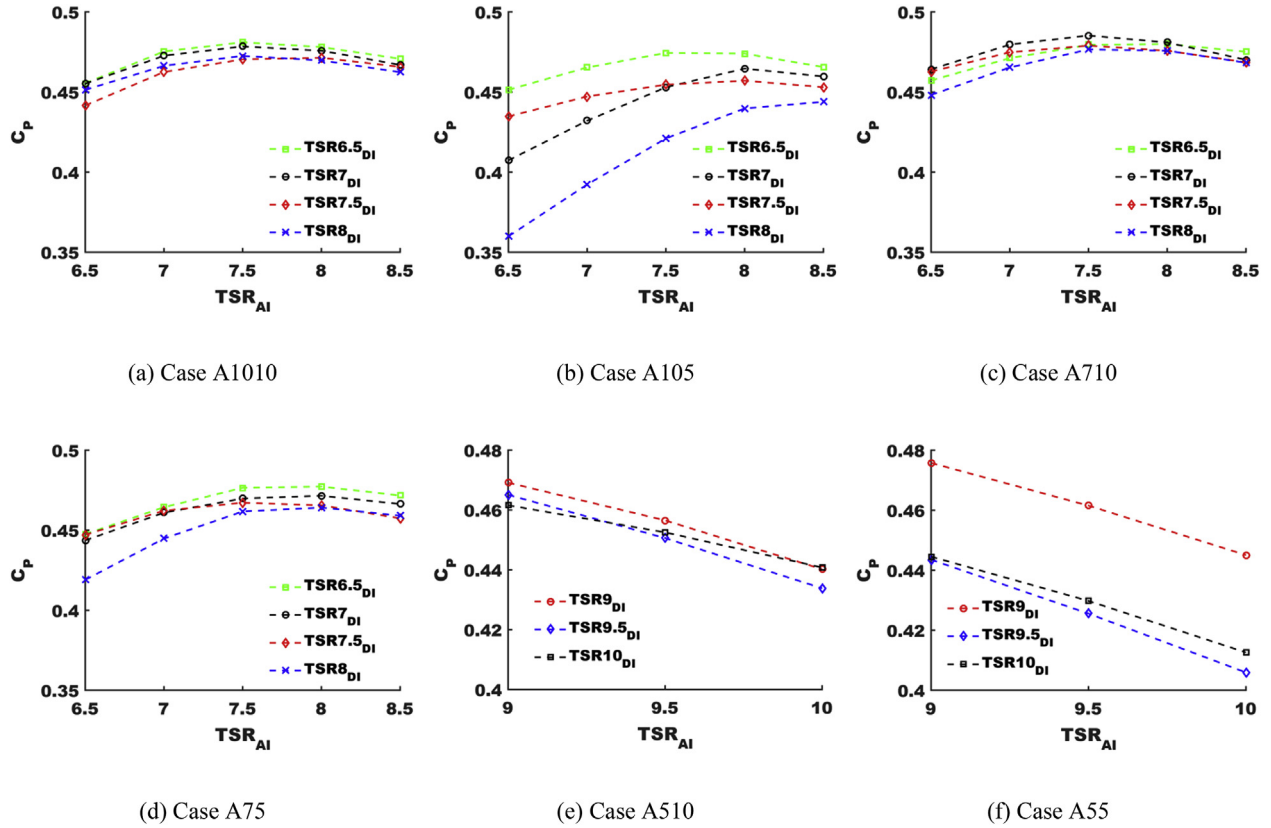 0.5
0.45
0.4
0.35
C_P
6.5 7 7.5 8 8.5
TSR_AI
TSR6.5_DI
TSR7_DI
TSR7.5_DI
TSR8_DI
(a) Case A1010
0.5
0.45
0.4
0.35
C_P
6.5 7 7.5 8 8.5
TSR_AI
TSR6.5_DI
TSR7_DI
TSR7.5_DI
TSR8_DI
(b) Case A105
0.5
0.45
0.4
0.35
C_P
6.5 7 7.5 8 8.5
TSR_AI
TSR6.5_DI
TSR7_DI
TSR7.5_DI
TSR8_DI
(c) Case A710
0.5
0.45
0.4
0.35
C_P
6.5 7 7.5 8 8.5
TSR_AI
TSR6.5_DI
TSR7_DI
TSR7.5_DI
TSR8_DI
(d) Case A75
0.48
0.46
0.44
0.42
0.4
C_P
9 9.5 10
TSR_AI
TSR9_DI
TSR9.5_DI
TSR10_DI
(e) Case A510
0.48
0.46
0.44
0.42
0.4
C_P
9 9.5 10
TSR_AI
TSR9_DI
TSR9.5_DI
TSR10_DI
(f) Case A55